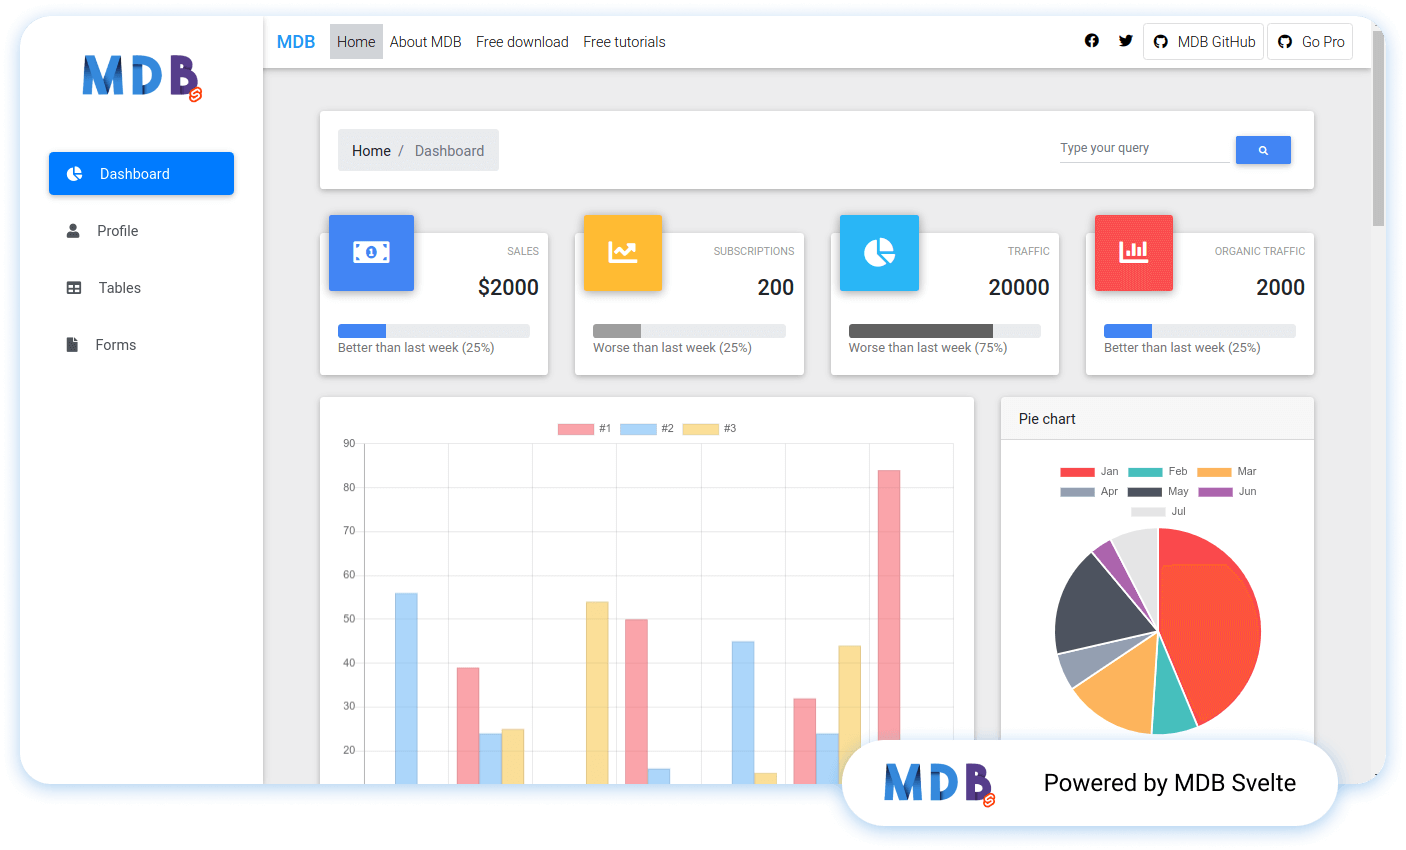 MDB
MDB Home About MDB Free download Free tutorials MDB GitHub Go Pro
Dashboard
Profile
Tables
Forms
Home / Dashboard
Type your query
SALES
$2000
Better than last week (25%)
SUBSCRIPTIONS
200
Worse than last week (25%)
TRAFFIC
20000
Worse than last week (75%)
ORGANIC TRAFFIC
2000
Better than last week (25%)
#1 #2 #3
90
80
70
60
50
40
30
20
Pie chart
Jan Feb Mar
Apr May Jun
Jul
MDB
Powered by MDB Svelte